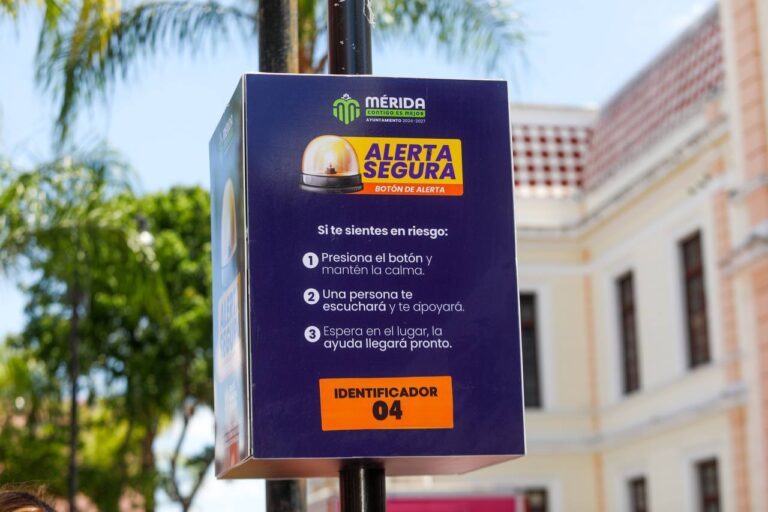 MÉRIDA
CONTIGO ES MEJOR
AYUNTAMIENTO 2024-2027
ALERTA
SEGURA
BOTÓN DE ALERTA
Si te sientes en riesgo:
1 Presiona el botón y
mantén la calma.
2 Una persona te
escuchará y te apoyará.
3 Espera en el lugar, la
ayuda llegará pronto.
IDENTIFICADOR
04